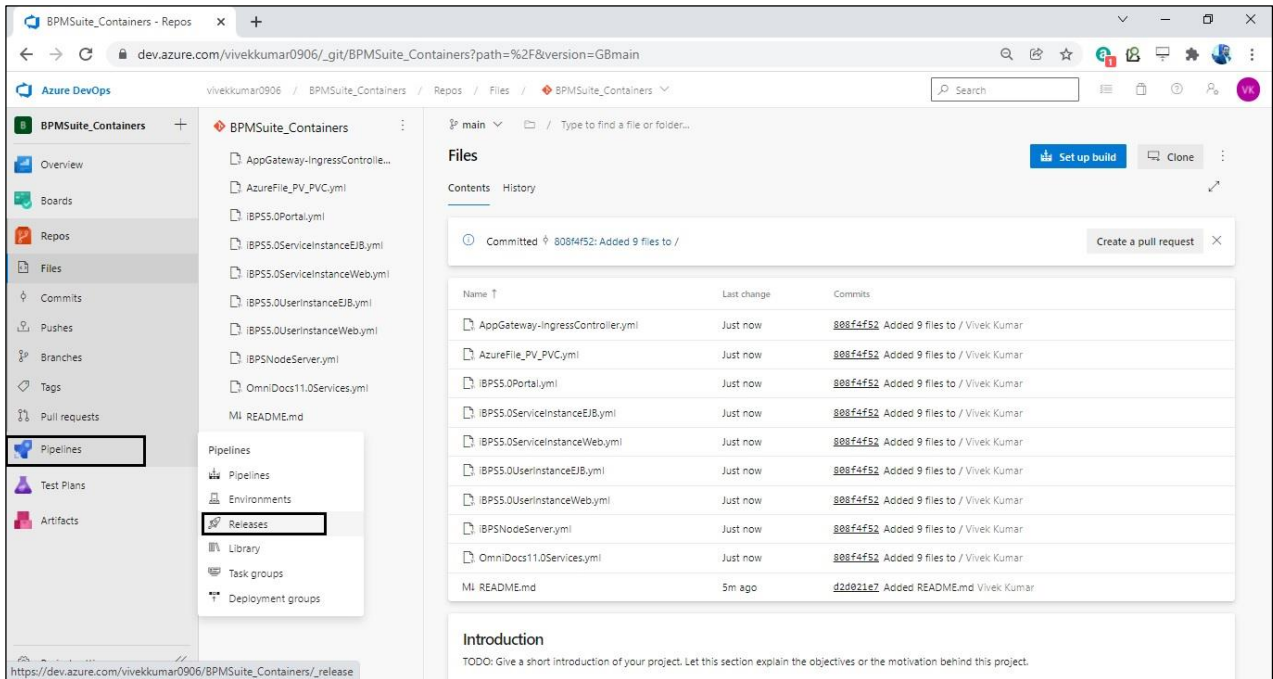 BPMSuite_Containers - Repos
dev.azure.com/vivekkumar0906/_git/BPMSuite_Containers?path=%2F&version=GBmain
1
Azure DevOps
vivekkumar0906 / BPMSuite_Containers / Repos / Files / BPMSuite_Containers
Search
VK
B BPMSuite_Containers
Overview
Boards
Repos
Files
Commits
Pushes
Branches
Tags
Pull requests
Pipelines
Test Plans
Artifacts
BPMSuite_Containers
AppGateway-IngressControlle...
AzureFile_PV_PVC.yml
iBPS5.0Portal.yml
iBPS5.0ServiceInstanceEJB.yml
iBPS5.0ServiceInstanceWeb.yml
iBPS5.0UserInstanceEJB.yml
iBPS5.0UserInstanceWeb.yml
iBPSNodeServer.yml
OmniDocs11.0Services.yml
M↓ README.md
Pipelines
Pipelines
Environments
Releases
Library
Task groups
Deployment groups
main / Type to find a file or folder...
Files
Set up build
Clone
Contents History
Committed 808f4f52: Added 9 files to /
Create a pull request
Name ↑ Last change Commits
AppGateway-IngressController.yml Just now 808f4f52 Added 9 files to / Vivek Kumar
AzureFile_PV_PVC.yml Just now 808f4f52 Added 9 files to / Vivek Kumar
iBPS5.0Portal.yml Just now 808f4f52 Added 9 files to / Vivek Kumar
iBPS5.0ServiceInstanceEJB.yml Just now 808f4f52 Added 9 files to / Vivek Kumar
iBPS5.0ServiceInstanceWeb.yml Just now 808f4f52 Added 9 files to / Vivek Kumar
iBPS5.0UserInstanceEJB.yml Just now 808f4f52 Added 9 files to / Vivek Kumar
iBPS5.0UserInstanceWeb.yml Just now 808f4f52 Added 9 files to / Vivek Kumar
iBPSNodeServer.yml Just now 808f4f52 Added 9 files to / Vivek Kumar
OmniDocs11.0Services.yml Just now 808f4f52 Added 9 files to / Vivek Kumar
M↓ README.md 5m ago d2d021e7 Added README.md Vivek Kumar
Introduction
TODO: Give a short introduction of your project. Let this section explain the objectives or the motivation behind this project.
https://dev.azure.com/vivekkumar0906/BPMSuite_Containers/_release